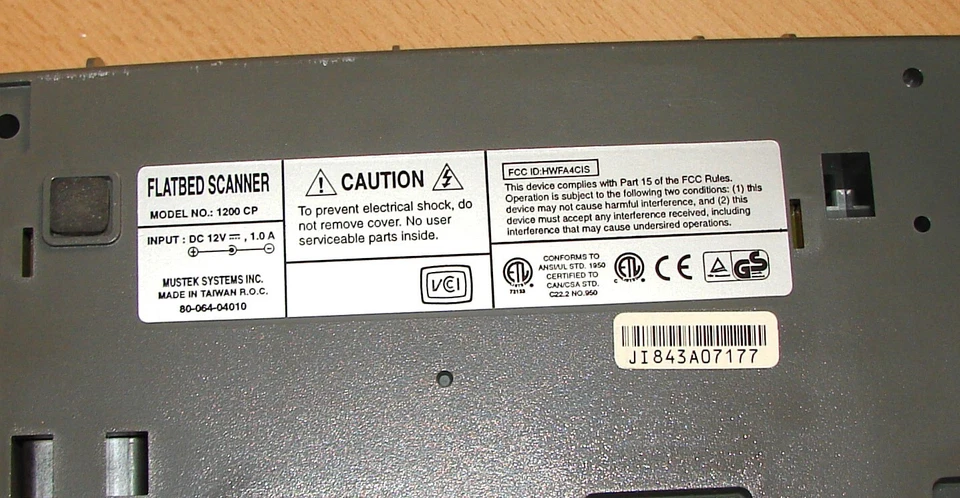 FLATBED SCANNER
MODEL NO.: 1200 CP
INPUT : DC 12V⎓, 1.0 A
MUSTEK SYSTEMS INC.
MADE IN TAIWAN R.O.C.
80-064-04010
CAUTION
To prevent electrical shock, do
not remove cover. No user
serviceable parts inside.
VCI
FCC ID:HWFA4CIS
This device complies with Part 15 of the FCC Rules.
Operation is subject to the following two conditions: (1) this
device may not cause harmful interference, and (2) this
device must accept any interference received, including
interference that may cause undersired operations.
ETL
73133
CONFORMS TO
ANSI/UL STD. 1950
CERTIFIED TO
CAN/CSA STD.
C22.2 NO.950
C ETL
CE
GS
JI843A07177